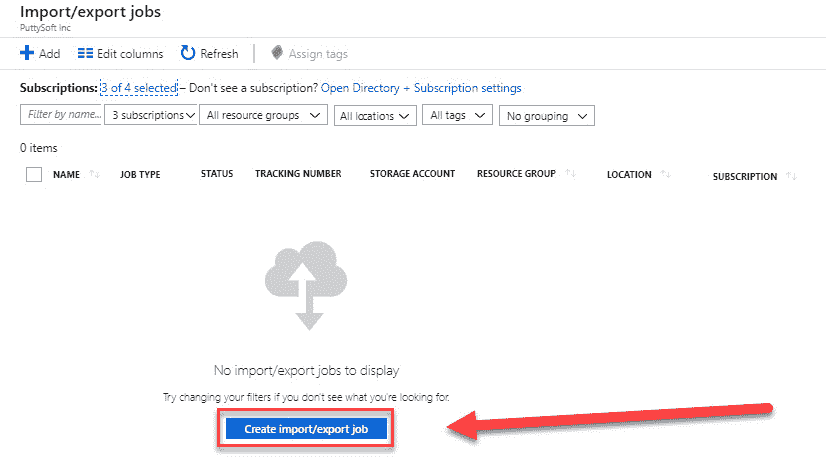 Import/export jobs
PuttySoft Inc
Add Edit columns Refresh Assign tags
Subscriptions: 3 of 4 selected – Don't see a subscription? Open Directory + Subscription settings
Filter by name... 3 subscriptions All resource groups All locations All tags No grouping
0 items
NAME JOB TYPE STATUS TRACKING NUMBER STORAGE ACCOUNT RESOURCE GROUP LOCATION SUBSCRIPTION
No import/export jobs to display
Try changing your filters if you don't see what you're looking for.
Create import/export job